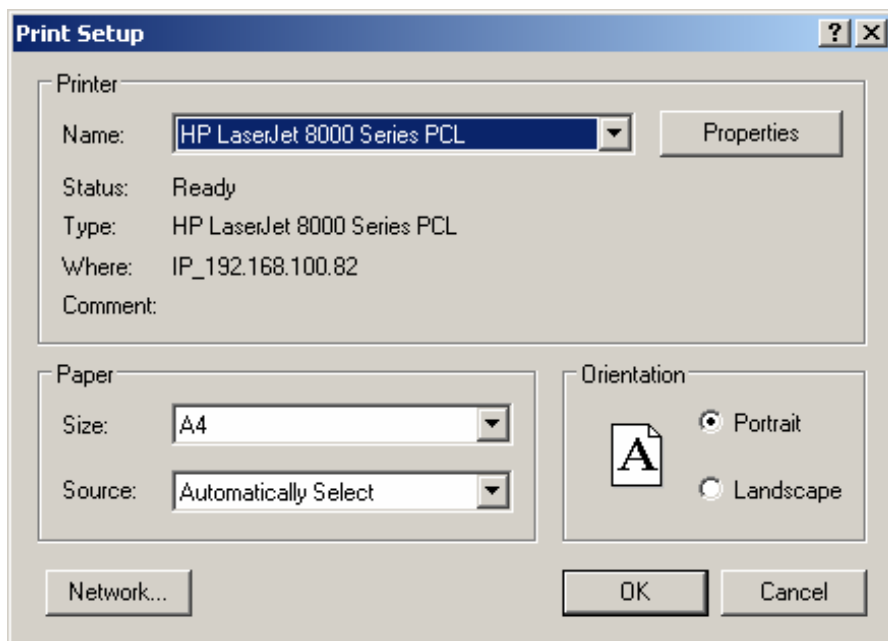 Print Setup
Printer
Name: HP LaserJet 8000 Series PCL Properties
Status: Ready
Type: HP LaserJet 8000 Series PCL
Where: IP_192.168.100.82
Comment:
Paper
Size: A4
Source: Automatically Select
Orientation
A
Portrait
Landscape
Network... OK Cancel